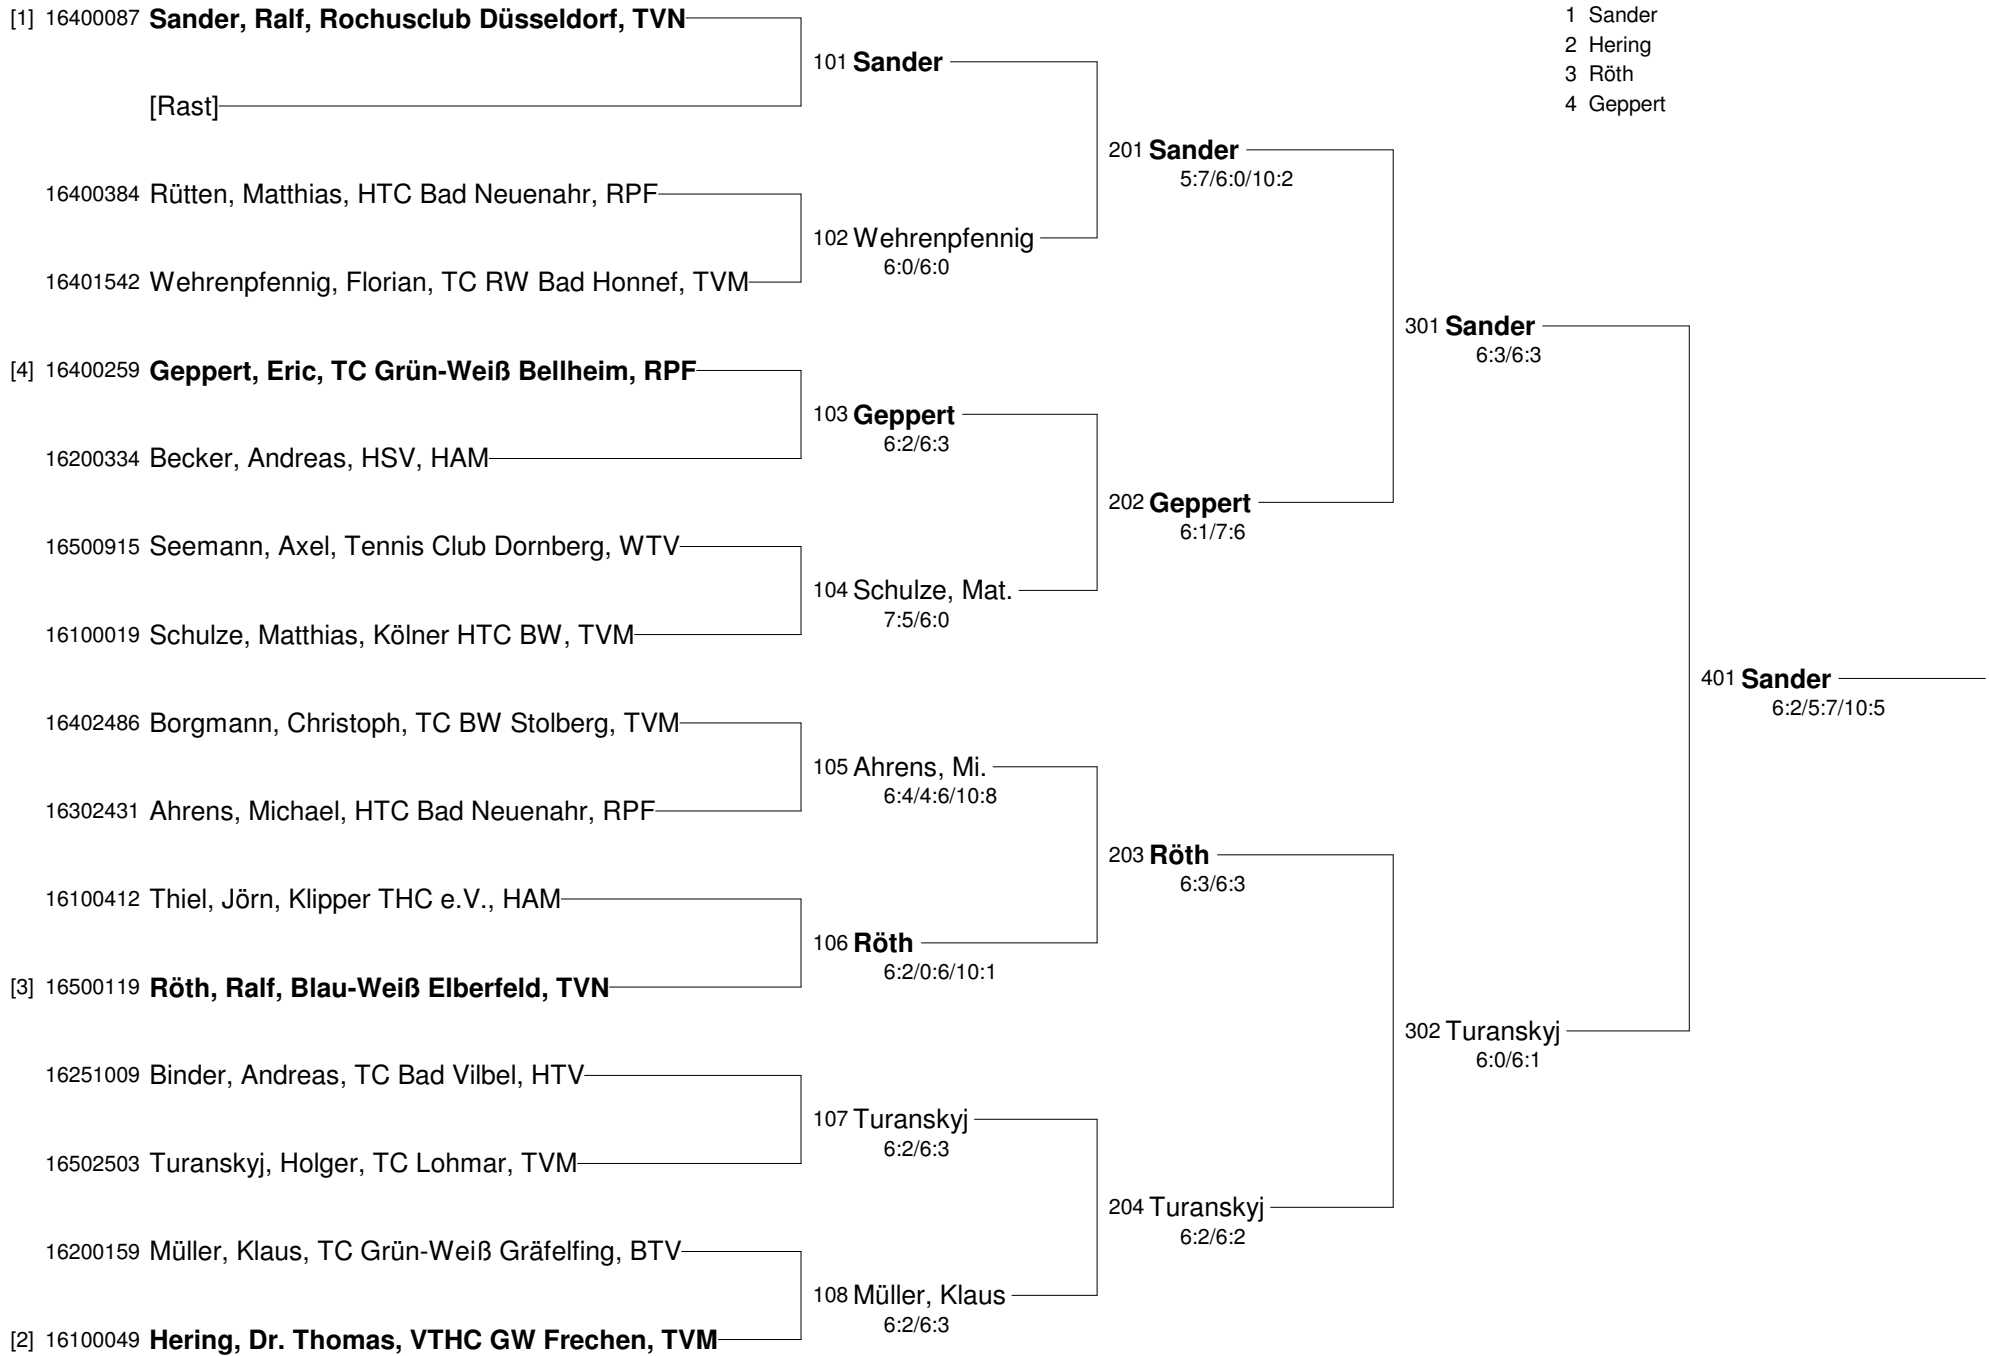 [1] 16400087 Sander, Ralf, Rochusclub Düsseldorf, TVN
[Rast]
16400384 Rütten, Matthias, HTC Bad Neuenahr, RPF
16401542 Wehrenpfennig, Florian, TC RW Bad Honnef, TVM
[4] 16400259 Geppert, Eric, TC Grün-Weiß Bellheim, RPF
16200334 Becker, Andreas, HSV, HAM
16500915 Seemann, Axel, Tennis Club Dornberg, WTV
16100019 Schulze, Matthias, Kölner HTC BW, TVM
16402486 Borgmann, Christoph, TC BW Stolberg, TVM
16302431 Ahrens, Michael, HTC Bad Neuenahr, RPF
16100412 Thiel, Jörn, Klipper THC e.V., HAM
[3] 16500119 Röth, Ralf, Blau-Weiß Elberfeld, TVN
16251009 Binder, Andreas, TC Bad Vilbel, HTV
16502503 Turanskyj, Holger, TC Lohmar, TVM
16200159 Müller, Klaus, TC Grün-Weiß Gräfelfing, BTV
[2] 16100049 Hering, Dr. Thomas, VTHC GW Frechen, TVM
101 Sander
102 Wehrenpfennig
6:0/6:0
103 Geppert
6:2/6:3
104 Schulze, Mat.
7:5/6:0
105 Ahrens, Mi.
6:4/4:6/10:8
106 Röth
6:2/0:6/10:1
107 Turanskyj
6:2/6:3
108 Müller, Klaus
6:2/6:3
201 Sander
5:7/6:0/10:2
202 Geppert
6:1/7:6
203 Röth
6:3/6:3
204 Turanskyj
6:2/6:2
301 Sander
6:3/6:3
302 Turanskyj
6:0/6:1
401 Sander
6:2/5:7/10:5
1 Sander
2 Hering
3 Röth
4 Geppert